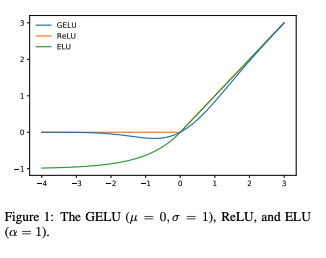 3
2
1
0
−1
GELU
ReLU
ELU
−4 −3 −2 −1 0 1 2 3
Figure 1: The GELU (μ = 0, σ = 1), ReLU, and ELU
(α = 1).